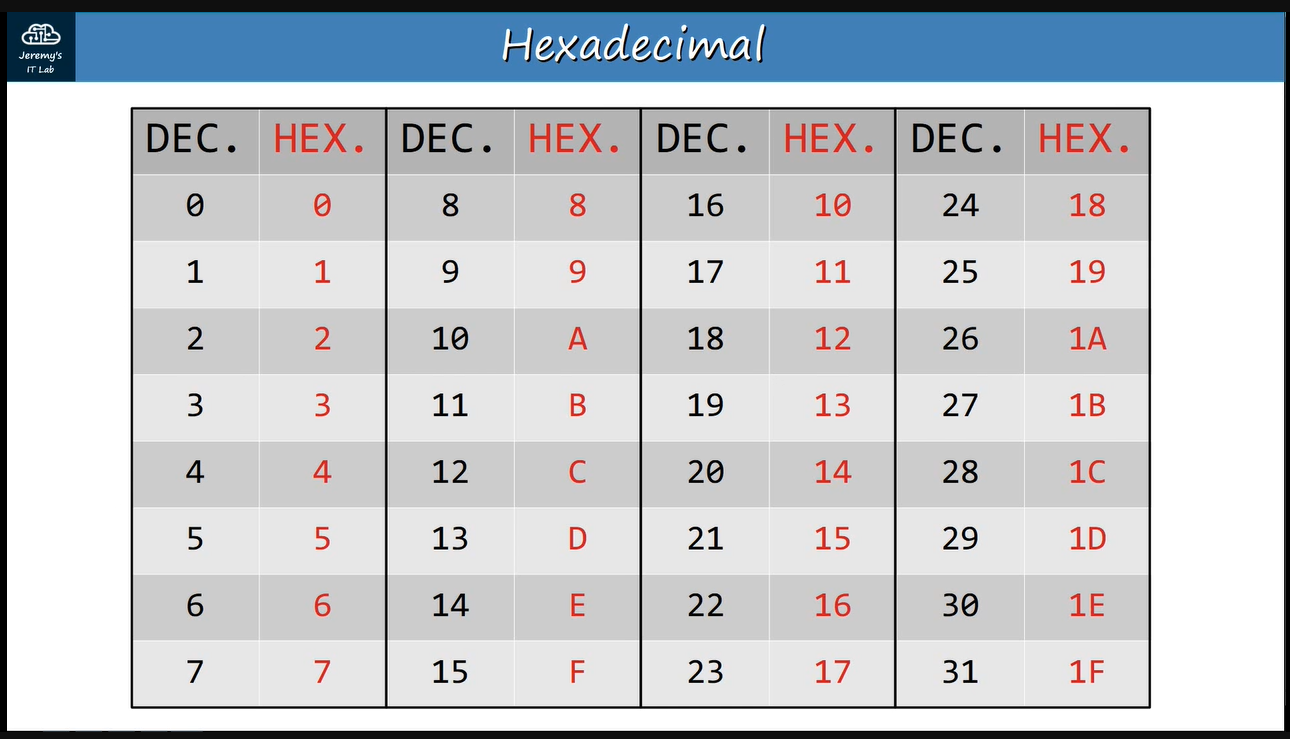 Jeremy's
IT Lab
Hexadecimal
DEC. HEX. DEC. HEX. DEC. HEX. DEC. HEX.
0 0 8 8 16 10 24 18
1 1 9 9 17 11 25 19
2 2 10 A 18 12 26 1A
3 3 11 B 19 13 27 1B
4 4 12 C 20 14 28 1C
5 5 13 D 21 15 29 1D
6 6 14 E 22 16 30 1E
7 7 15 F 23 17 31 1F